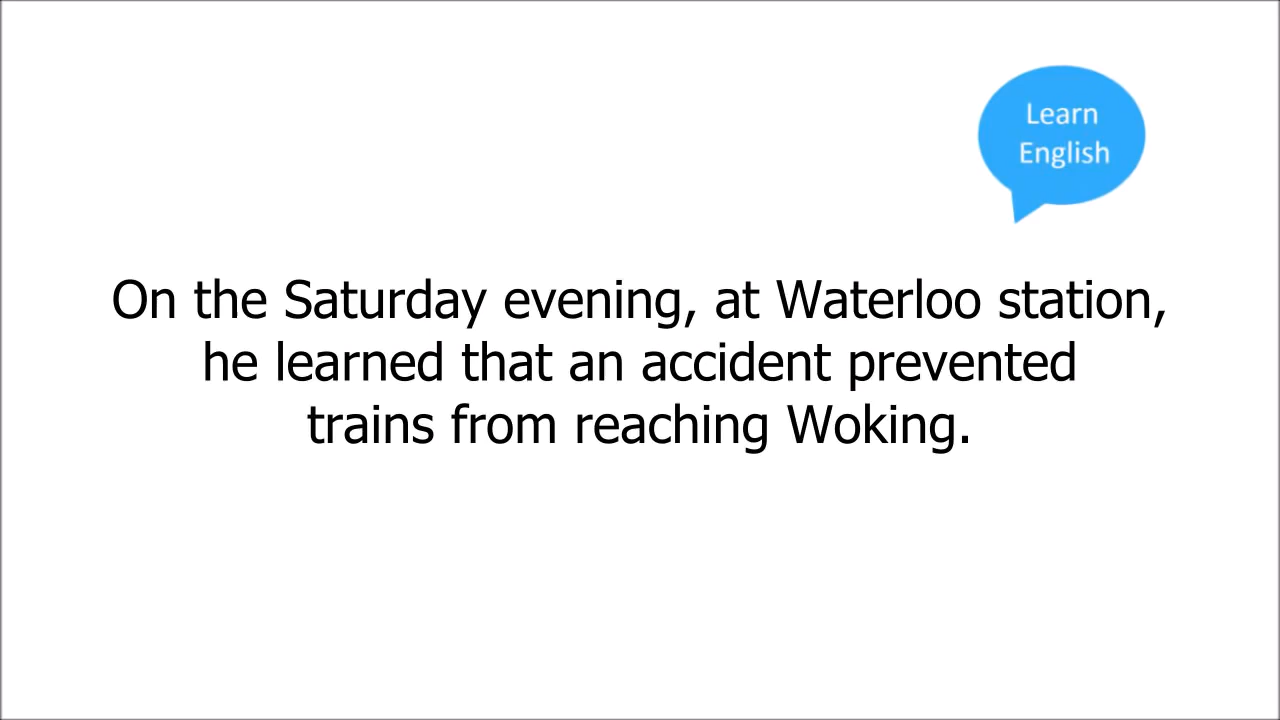 Learn
English
On the Saturday evening, at Waterloo station,
he learned that an accident prevented
trains from reaching Woking.